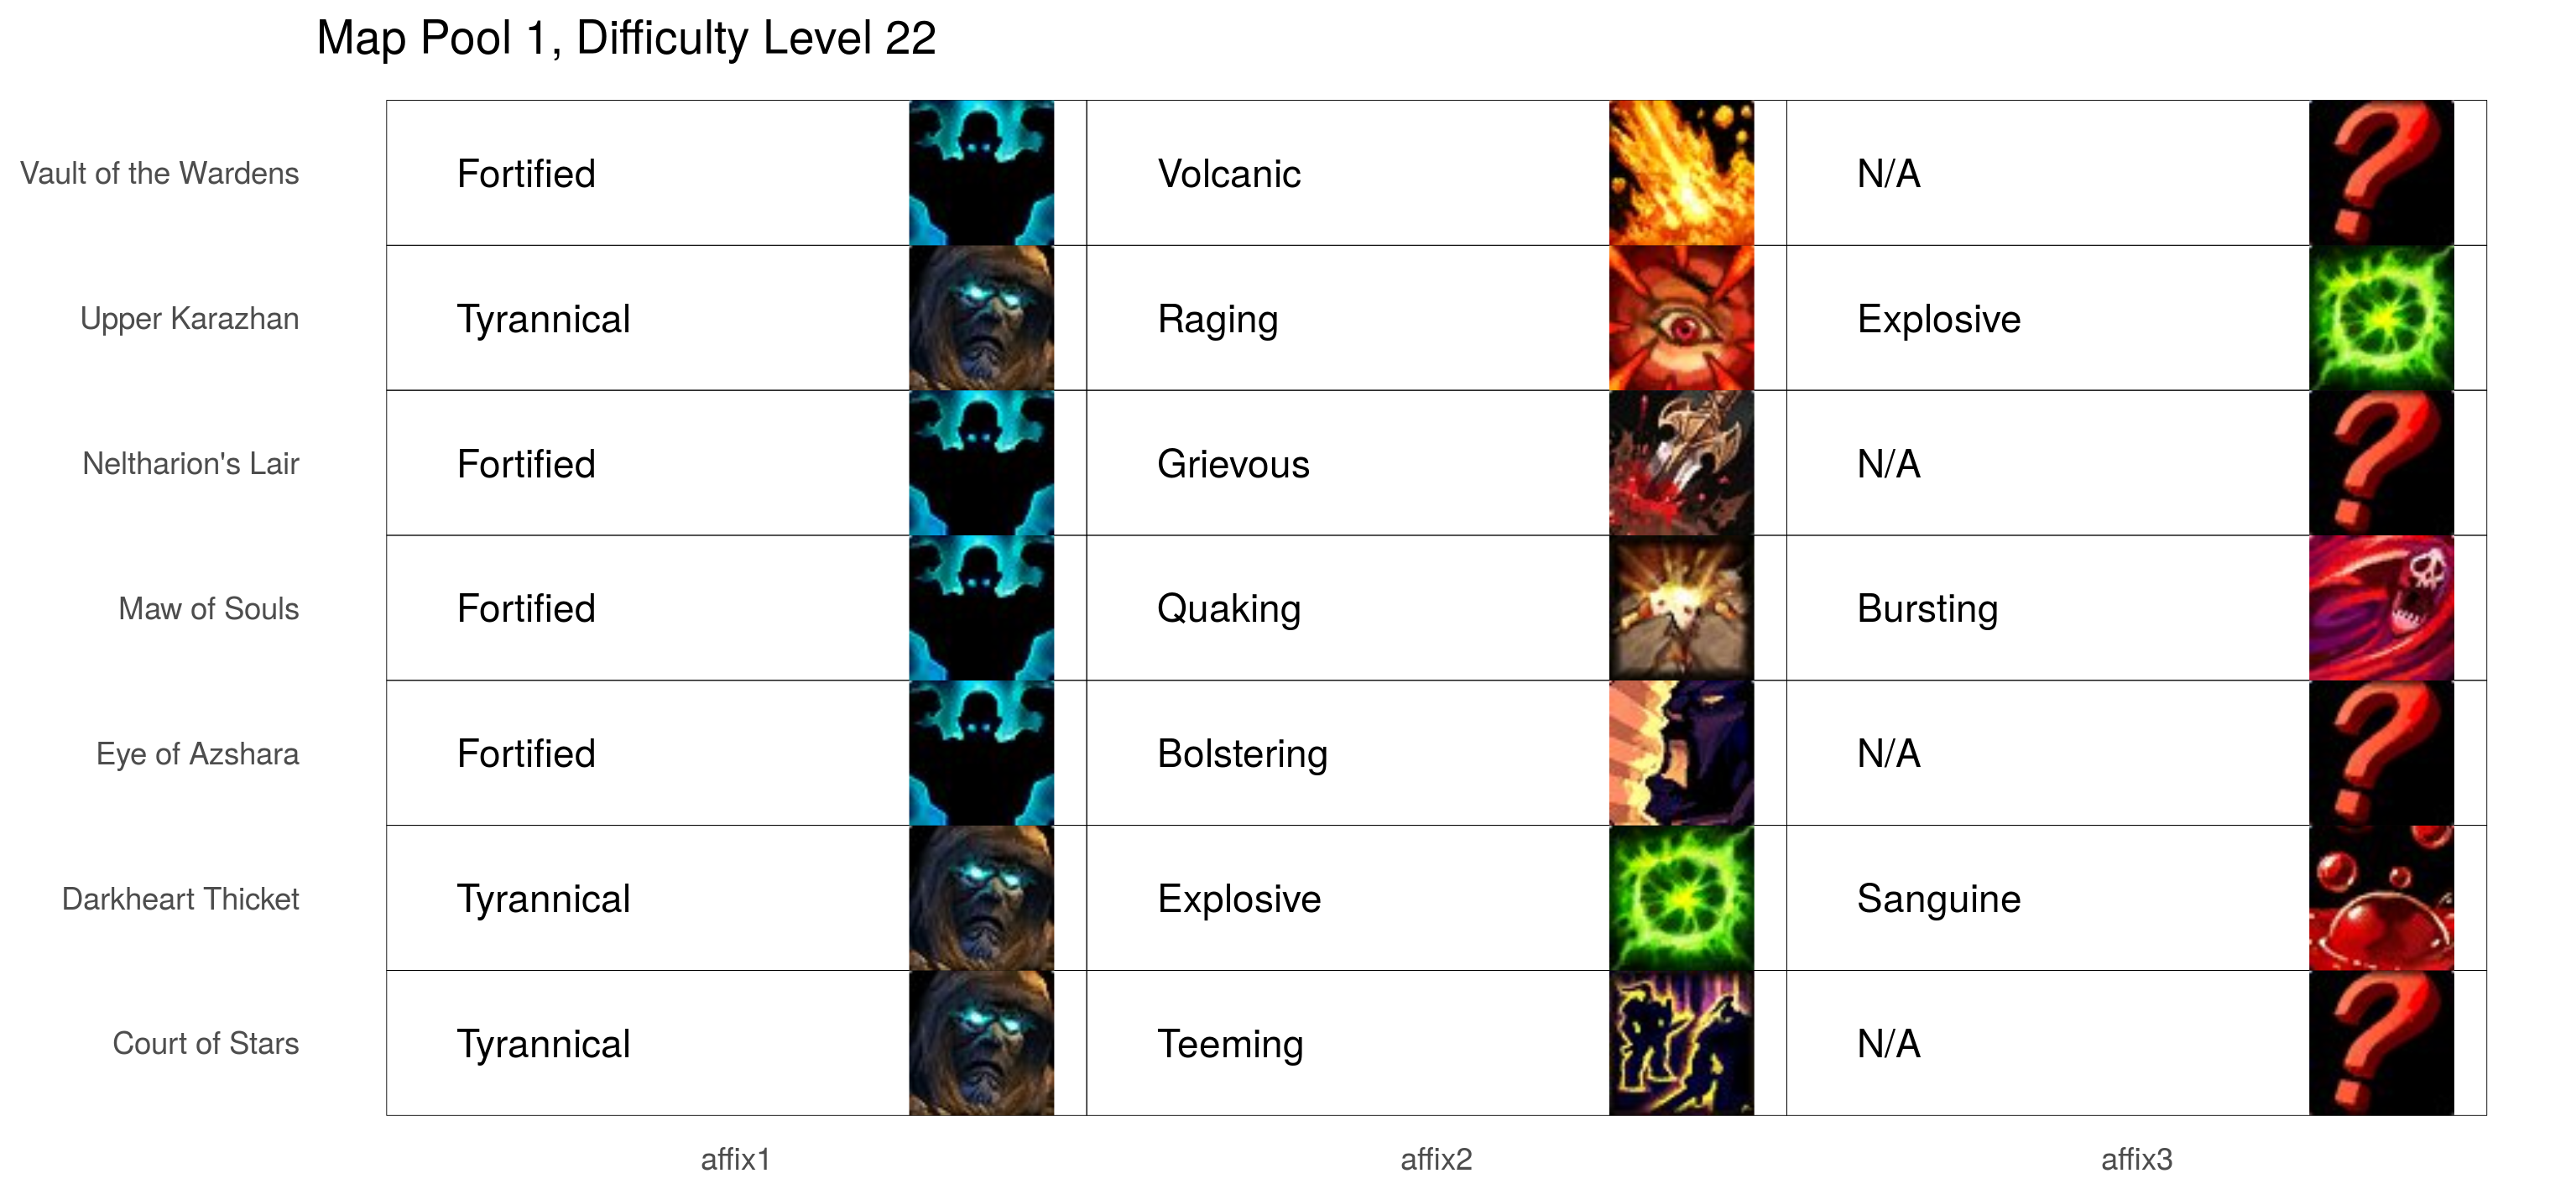 Map Pool 1, Difficulty Level 22
Vault of the Wardens Fortified Volcanic N/A
Upper Karazhan Tyrannical Raging Explosive
Neltharion's Lair Fortified Grievous N/A
Maw of Souls Fortified Quaking Bursting
Eye of Azshara Fortified Bolstering N/A
Darkheart Thicket Tyrannical Explosive Sanguine
Court of Stars Tyrannical Teeming N/A
affix1 affix2 affix3